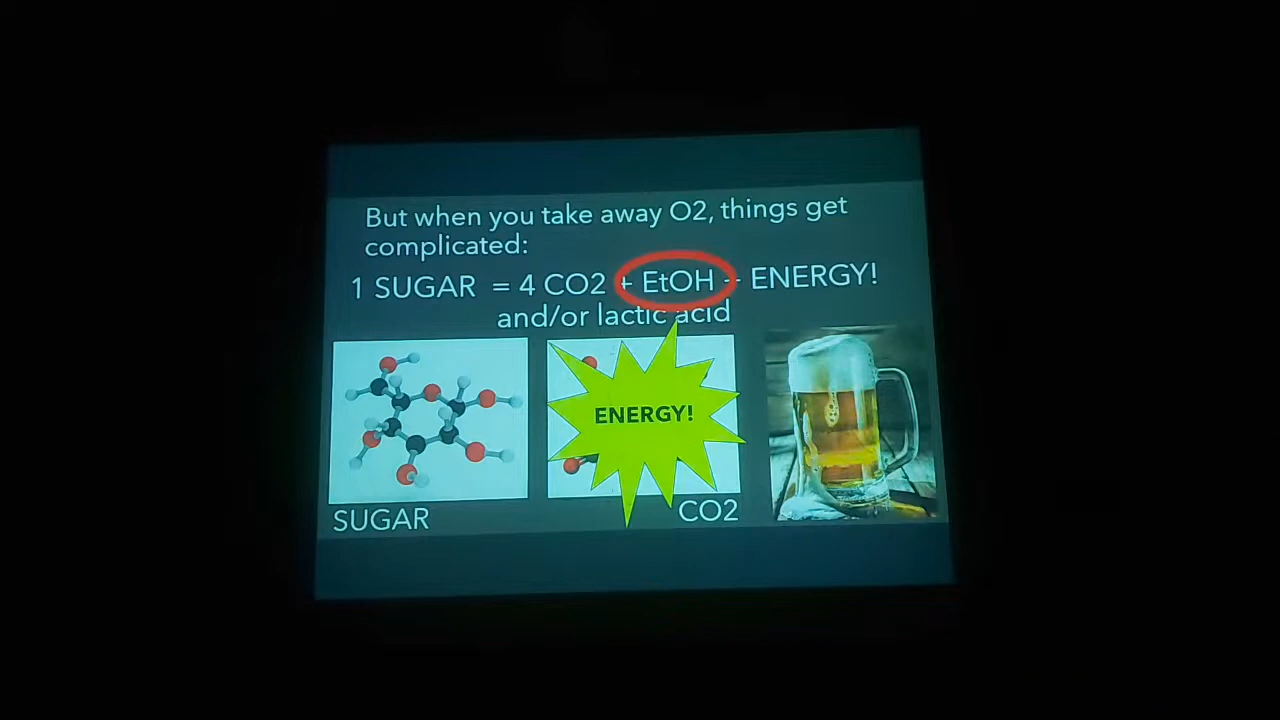 But when you take away O2, things get
complicated:
1 SUGAR = 4 CO2 + EtOH + ENERGY!
and/or lactic acid
ENERGY!
SUGAR
CO2